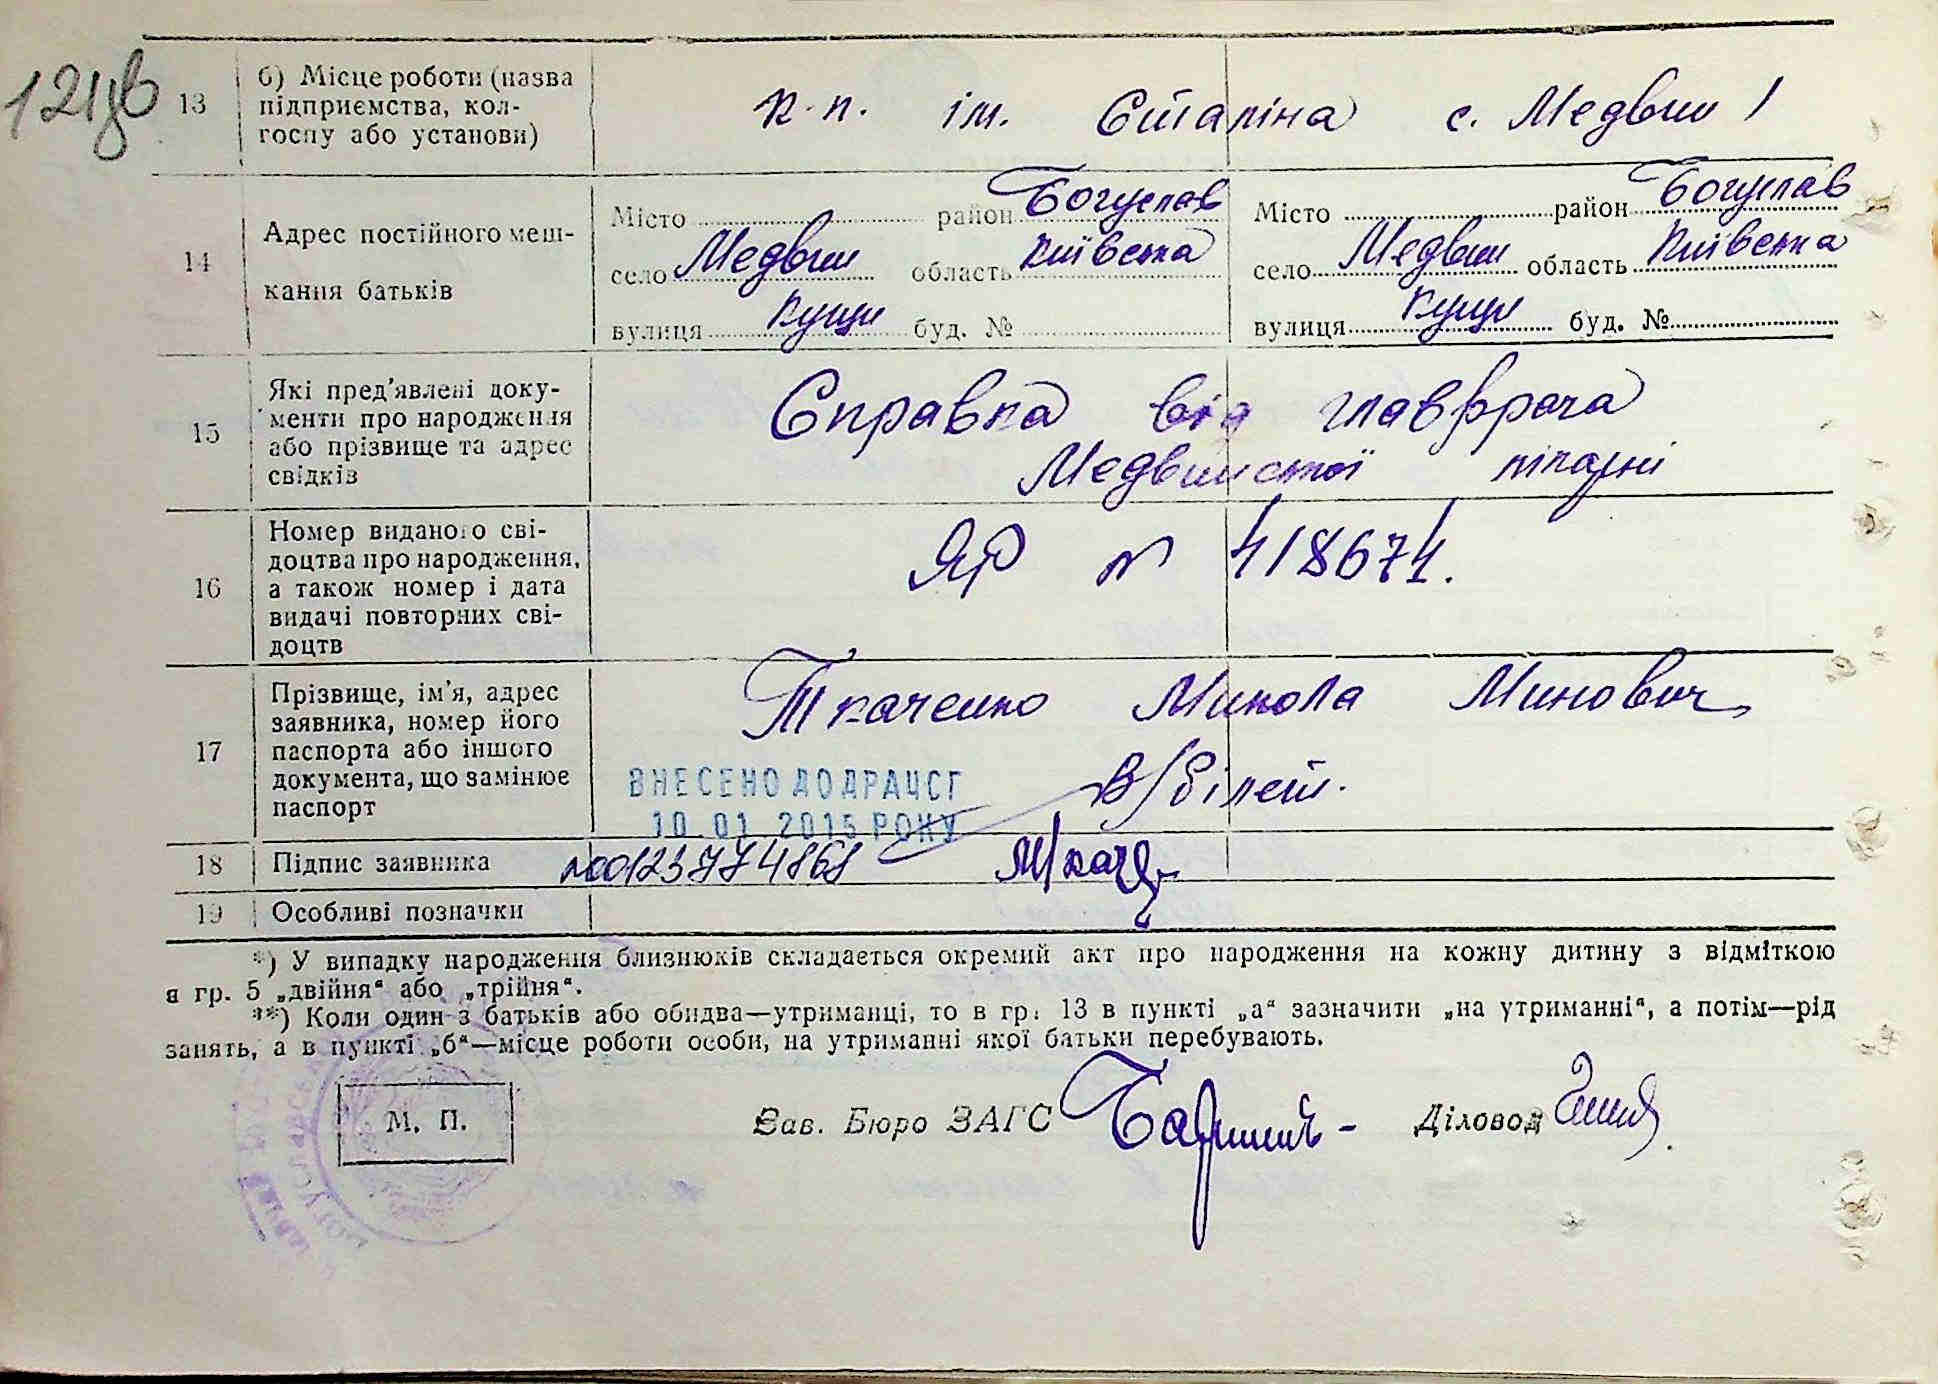 121зв
13 б) Місце роботи (назва
підприємства, кол-
госпу або установи)
к.п. ім. Сталіна с. Медвин 1
14 Адрес постійного меш-
кання батьків
Місто район Богуслав
село Медвин область Київська
вулиця Кущи буд. №
Місто район Богуслав
село Медвин область Київська
вулиця Кущі буд. №
15 Які пред'явлені доку-
менти про народження
або прізвище та адрес
свідків
Справка від главврача
Медвинської лікарні
16 Номер виданого сві-
доцтва про народження,
а також номер і дата
видачі повторних сві-
доцтв
ЯР № 418674.
17 Прізвище, ім'я, адрес
заявника, номер його
паспорта або іншого
документа, що замінює
паспорт
Ткаченко Микола Минович
В/білет.
ВНЕСЕНО ДО ДРАЦСГ
10 01 2015 РОКУ
18 Підпис заявника
№00123774868
МТкач
19 Особливі позначки
*) У випадку народження близнюків складається окремий акт про народження на кожну дитину з відміткою
в гр. 5 „двійня“ або „трійня“.
**) Коли один з батьків або обидва—утриманці, то в гр. 13 в пункті „а“ зазначити „на утриманні“, а потім—рід
занять, а в пункті „б“—місце роботи особи, на утриманні якої батьки перебувають.
М. П.
Зав. Бюро ЗАГС
Діловод